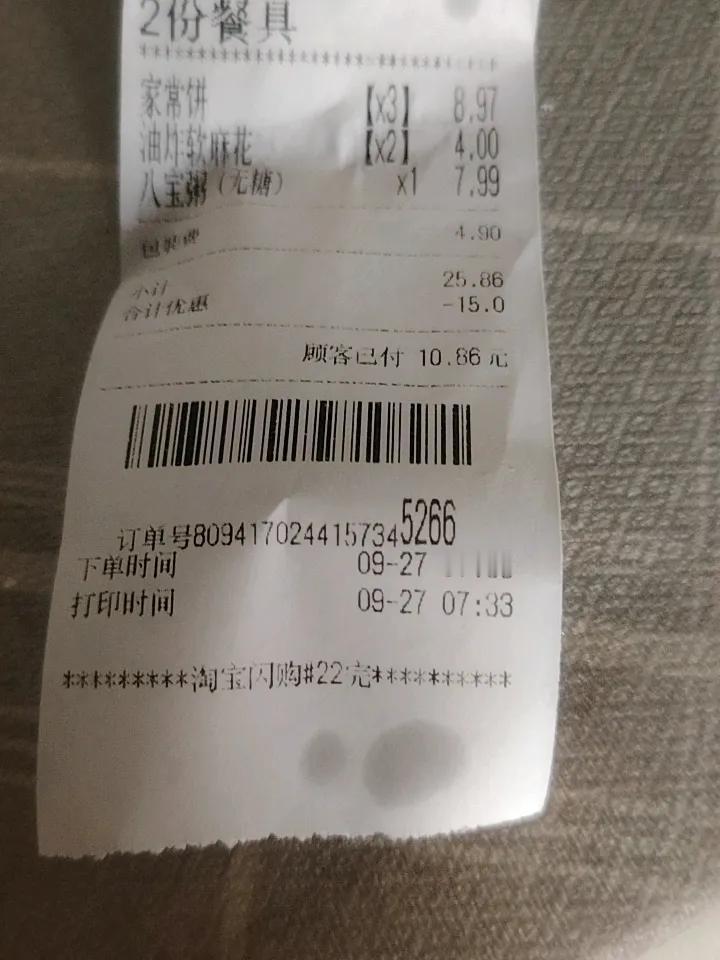 2份餐具
********************************
家常饼 【x3】 8.97
油炸软麻花 【x2】 4.00
八宝粥(无糖) x1 7.99
包装费 4.90
小计 25.86
合计优惠 -15.0
顾客已付 10.86元
订单号8094170244157345266
下单时间 09-27
打印时间 09-27 07:33
*********淘宝闪购#22完**********